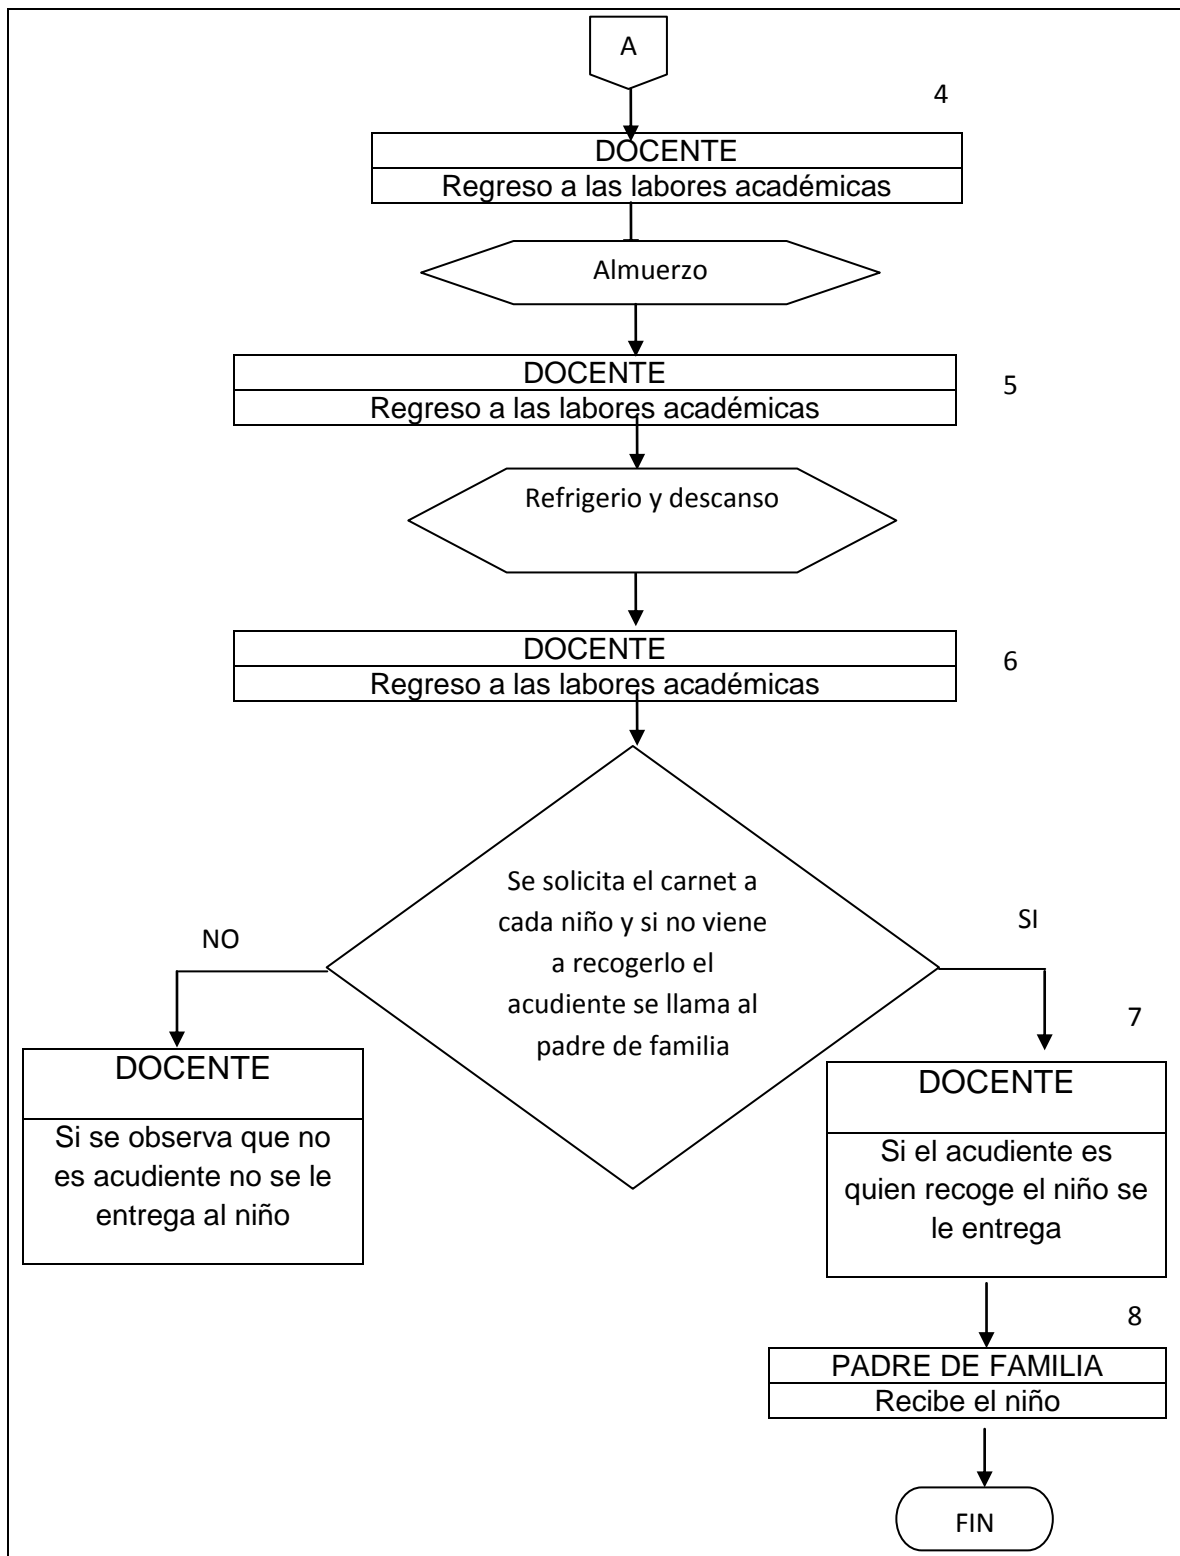 A
4
DOCENTE
Regreso a las labores académicas
Almuerzo
DOCENTE
5
Regreso a las labores académicas
Refrigerio y descanso
DOCENTE
6
Regreso a las labores académicas
Se solicita el carnet a
cada niño y si no viene
a recogerlo el
acudiente se llama al
padre de familia
NO
SI
DOCENTE
Si se observa que no
es acudiente no se le
entrega al niño
7
DOCENTE
Si el acudiente es
quien recoge el niño se
le entrega
8
PADRE DE FAMILIA
Recibe el niño
FIN